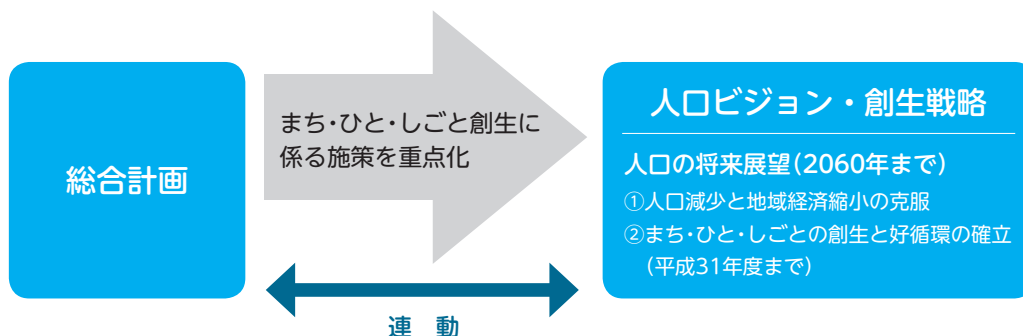 総合計画
まち・ひと・しごと創生に
係る施策を重点化
人口ビジョン・創生戦略
人口の将来展望(2060年まで)
①人口減少と地域経済縮小の克服
②まち・ひと・しごとの創生と好循環の確立
(平成31年度まで)
連　動